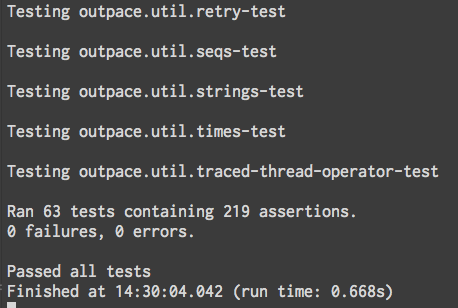 Testing outpace.util.retry-test
Testing outpace.util.seqs-test
Testing outpace.util.strings-test
Testing outpace.util.times-test
Testing outpace.util.traced-thread-operator-test
Ran 63 tests containing 219 assertions.
0 failures, 0 errors.
Passed all tests
Finished at 14:30:04.042 (run time: 0.668s)